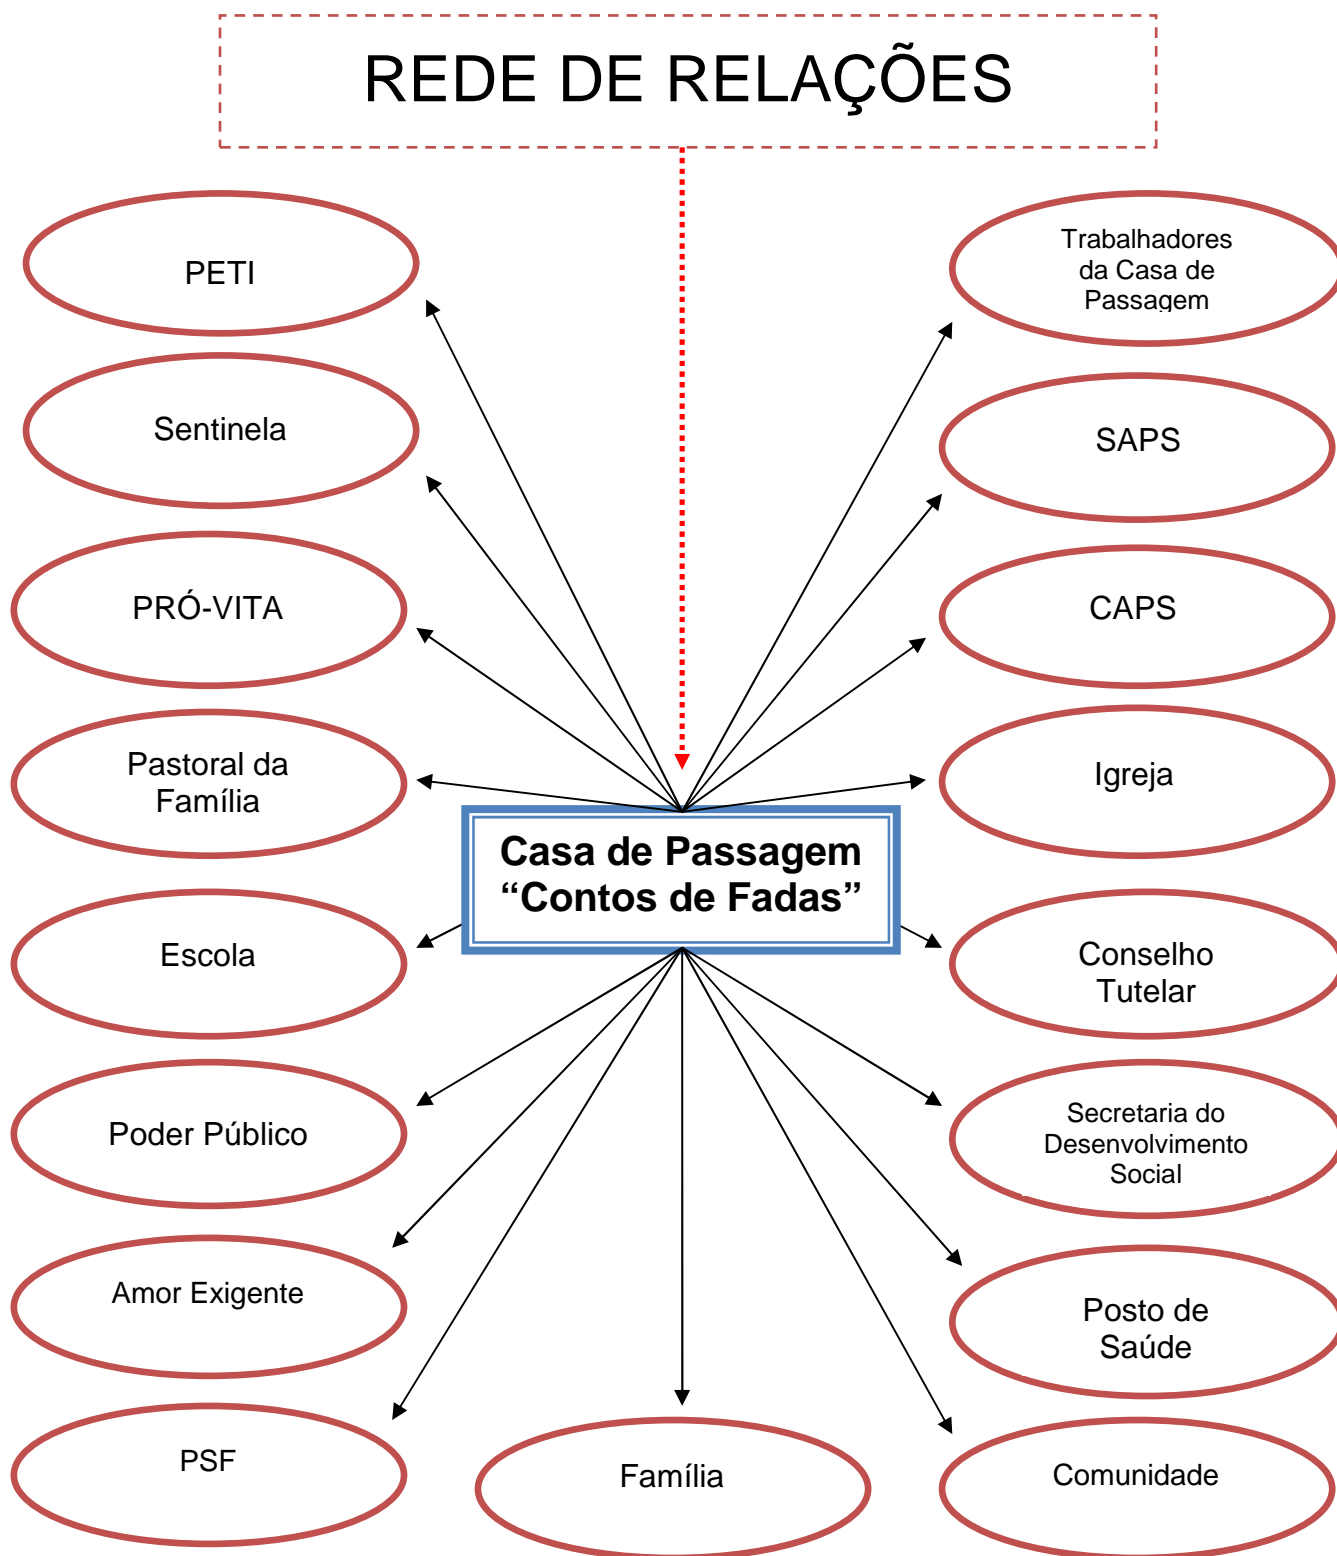 REDE DE RELAÇÕES
PETI
Sentinela
PRÓ-VITA
Pastoral da
Família
Escola
Poder Público
Amor Exigente
PSF
Casa de Passagem
“Contos de Fadas”
Família
Trabalhadores
da Casa de
Passagem
SAPS
CAPS
Igreja
Conselho
Tutelar
Secretaria do
Desenvolvimento
Social
Posto de
Saúde
Comunidade